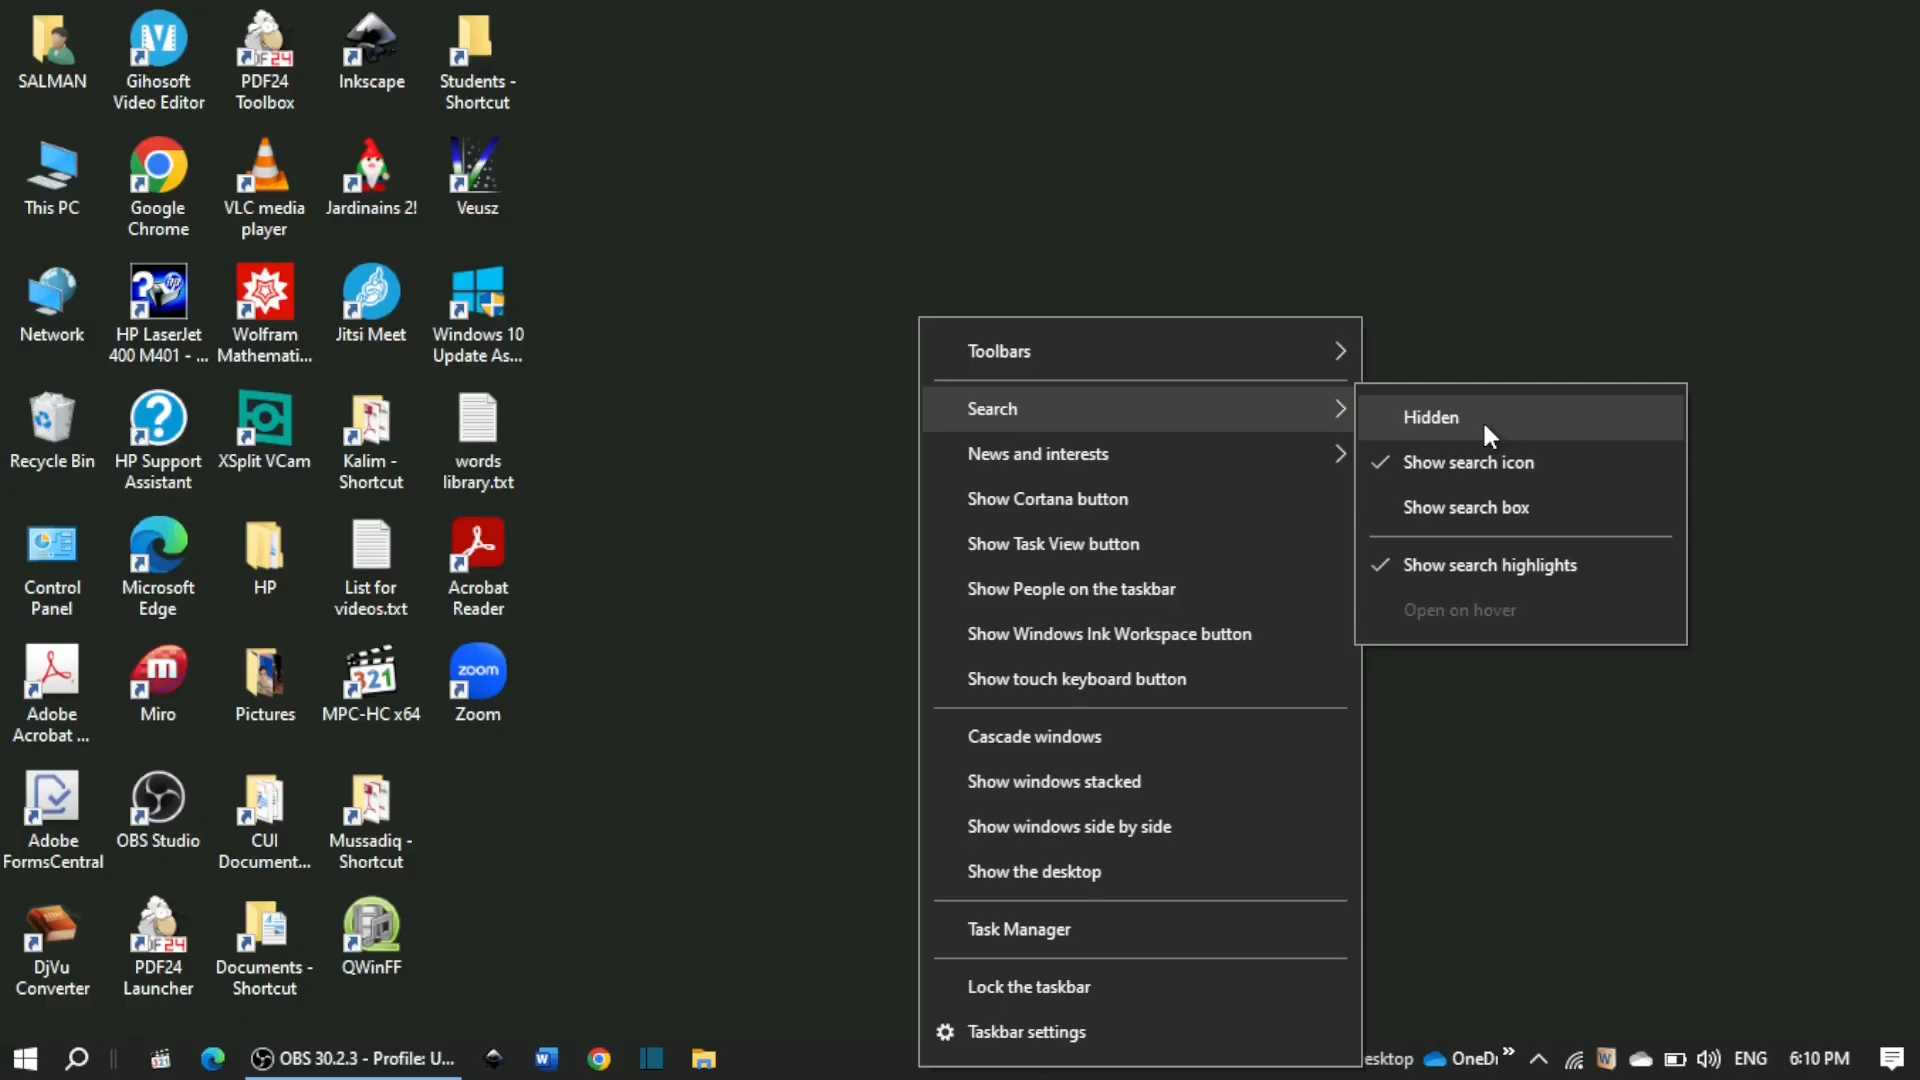 SALMAN
Gihosoft
Video Editor
PDF24
Toolbox
Inkscape
Students -
Shortcut
This PC
Google
Chrome
VLC media
player
Jardinains 2!
Veusz
Network
HP LaserJet
400 M401 - ...
Wolfram
Mathemati...
Jitsi Meet
Windows 10
Update As...
Recycle Bin
HP Support
Assistant
XSplit VCam
Kalim -
Shortcut
words
library.txt
Control
Panel
Microsoft
Edge
HP
List for
videos.txt
Acrobat
Reader
Adobe
Acrobat ...
Miro
Pictures
MPC-HC x64
zoom
Zoom
Adobe
FormsCentral
OBS Studio
CUI
Document...
Mussadiq -
Shortcut
DjVu
Converter
PDF24
Launcher
Documents -
Shortcut
QWinFF
Toolbars
Search
News and interests
Show Cortana button
Show Task View button
Show People on the taskbar
Show Windows Ink Workspace button
Show touch keyboard button
Cascade windows
Show windows stacked
Show windows side by side
Show the desktop
Task Manager
Lock the taskbar
Taskbar settings
Hidden
Show search icon
Show search box
Show search highlights
Open on hover
OBS 30.2.3 - Profile: U...
esktop
OneDr
ENG
6:10 PM